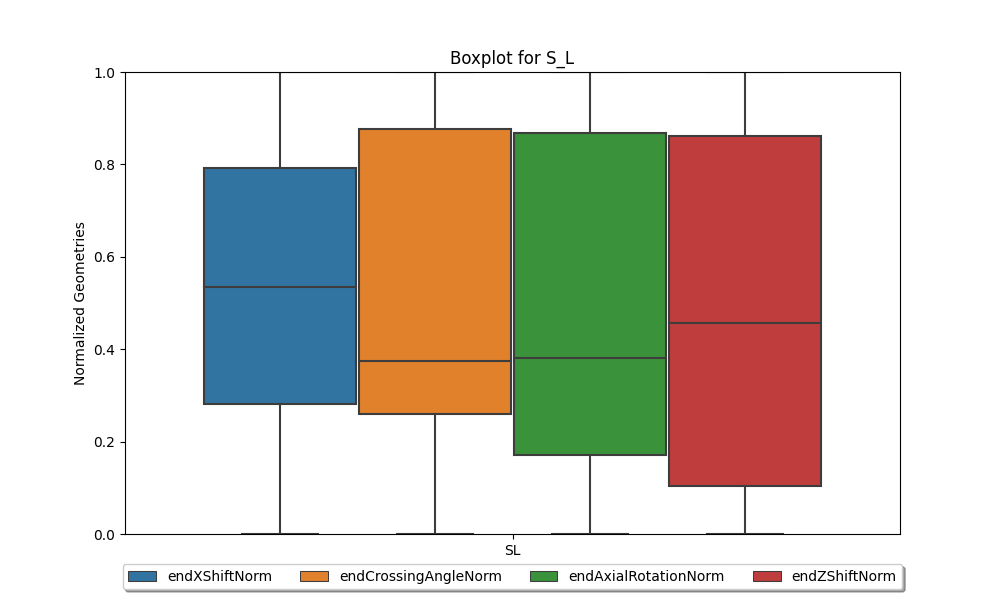 Boxplot for S_L
1.0
0.8
0.6
0.4
0.2
0.0
Normalized Geometries
SL
endXShiftNorm endCrossingAngleNorm endAxialRotationNorm endZShiftNorm